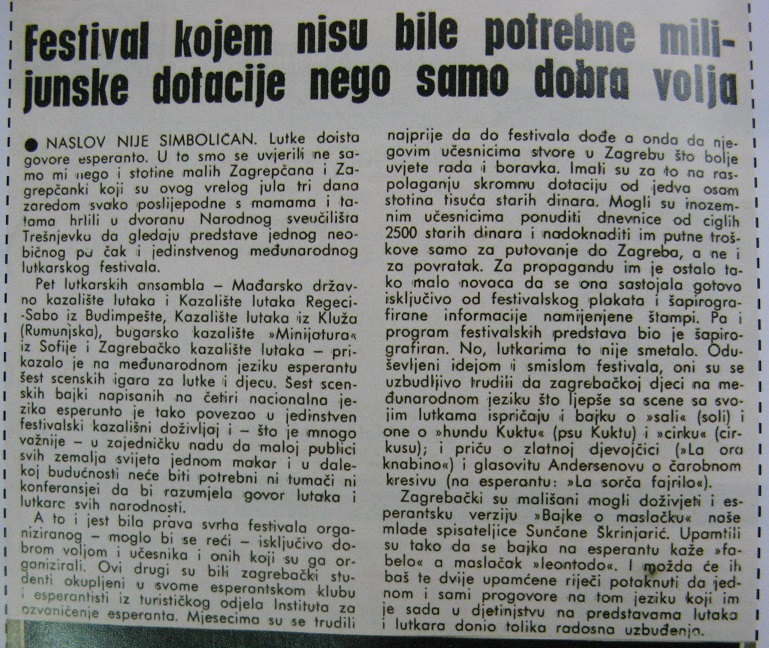 Festival kojem nisu bile potrebne mili-
junske dotacije nego samo dobra volja
● NASLOV NIJE SIMBOLIČAN. Lutke doista
govore esperanto. U to smo se uvjerili ne sa-
mo mi nego i stotine malih Zagrepčana i Za-
grepčanki koji su ovog vrelog jula tri dana
zaredom svako poslijepodne s mamama i ta-
tama hrlili u dvoranu Narodnog sveučilišta
Trešnjevku da gledaju predstave jednog neo-
bičnog pa čak i jedinstvenog međunarodnog
lutkarskog festivala.
Pet lutkarskih ansambla – Mađarsko držav-
no kazalište lutaka i Kazalište lutaka Regeci-
-Sabo iz Budimpešte, Kazalište lutaka iz Kluža
(Rumunjska), bugarsko kazalište »Minijatura«
iz Sofije i Zagrebačko kazalište lutaka – pri-
kazalo je na međunarodnom jeziku esperantu
šest scenskih igara za lutke i djecu. Šest scen-
skih bajki napisanih na četiri nacionalna je-
zika esperunto je tako povezao u jedinstven
festivalski kazališni doživljaj i – što je mnogo
važnije – u zajedničku nadu da maloj publici
svih zemalja svijeta jednom makar i u dale-
koj budućnosti neće biti potrebni ni tumači ni
konferansjei da bi razumjela govor lutaka i
lutkara svih narodnosti.
A to i jest bila prava svrha festivala orga-
niziranog – moglo bi se reći – isključivo do-
brom voljom i učesnika i onih koji su ga or-
ganizirali. Ovi drugi su bili zagrebački stu-
denti okupljeni u svome esperantskom klubu
i esperantisti iz turističkog odjela Instituta za
ozvaničenje esperanta. Mjesecima su se trudili
najprije da do festivala dođe a onda da nje-
govim učesnicima stvore u Zagrebu što bolje
uvjete rada i boravka. Imali su za to na ras-
polaganju skromnu dotaciju od jedva osam
stotina tisuća starih dinara. Mogli su inozem-
nim učesnicima ponuditi dnevnice od ciglih
2500 starih dinara i nadoknaditi im putne troš-
kove samo za putovanje do Zagreba, a ne i
za povratak. Za propagandu im je ostalo ta-
ko malo novaca da se ona sastojala gotovo
isključivo od festivalskog plakata i šapirogra-
firane informacije namijenjene štampi. Pa i
program festivalskih predstava bio je šapiro-
grafiran. No, lutkarima to nije smetalo. Odu-
ševljeni idejom i smislom festivala, oni su se
uzbudljivo trudili da zagrebačkoj djeci na me-
đunarodnom jeziku što ljepše sa scene sa svo-
jim lutkama ispričaju i bajku o »sali« (soli) i
one o »hundu Kuktu« (psu Kuktu) i »cirku« (cir-
kusu); i priču o zlatnoj djevojčici (»La ora
knabino«) i glasovitu Andersenovu o čarobnom
kresivu (na esperantu: »La sorča fajrilo«).
Zagrebački su mališani mogli doživjeti i es-
perantsku verziju »Bajke o maslačku« naše
mlade spisateljice Sunčane Skrinjarić. Upamtili
su tako da se bajka na esperantu kaže »fa-
belo« a maslačak »leontodo«. I možda će ih
baš te dvije upamćene riječi potaknuti da jed-
nom i sami progovore na tom jeziku koji im
je sada u djetinjstvu na predstavama lutaka
i lutkara donio tolika radosna uzbuđenja.